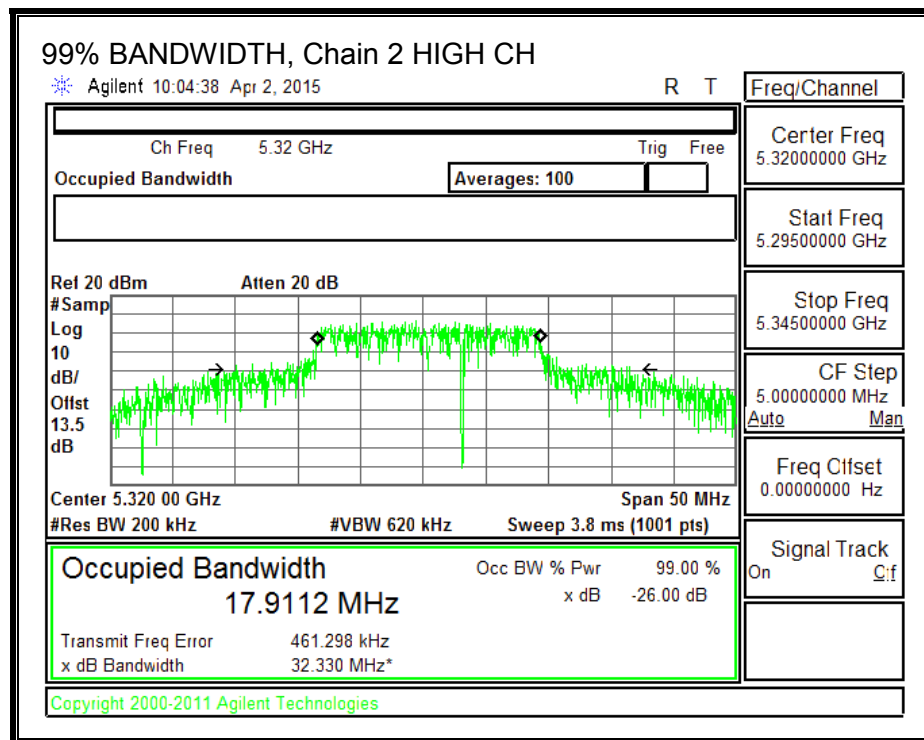 99% BANDWIDTH, Chain 2 HIGH CH
Agilent 10:04:38 Apr 2, 2015 R T
Freq/Channel
Ch Freq 5.32 GHz Trig Free
Occupied Bandwidth Averages: 100
Center Freq
5.32000000 GHz
Start Freq
5.29500000 GHz
Stop Freq
5.34500000 GHz
CF Step
5.00000000 MHz
Auto Man
Freq Offset
0.00000000 Hz
Signal Track
On Off
Ref 20 dBm Atten 20 dB
#Samp
Log
10
dB/
Offst
13.5
dB
Center 5.320 00 GHz Span 50 MHz
#Res BW 200 kHz #VBW 620 kHz Sweep 3.8 ms (1001 pts)
Occupied Bandwidth Occ BW % Pwr 99.00 %
17.9112 MHz x dB -26.00 dB
Transmit Freq Error 461.298 kHz
x dB Bandwidth 32.330 MHz*
Copyright 2000-2011 Agilent Technologies